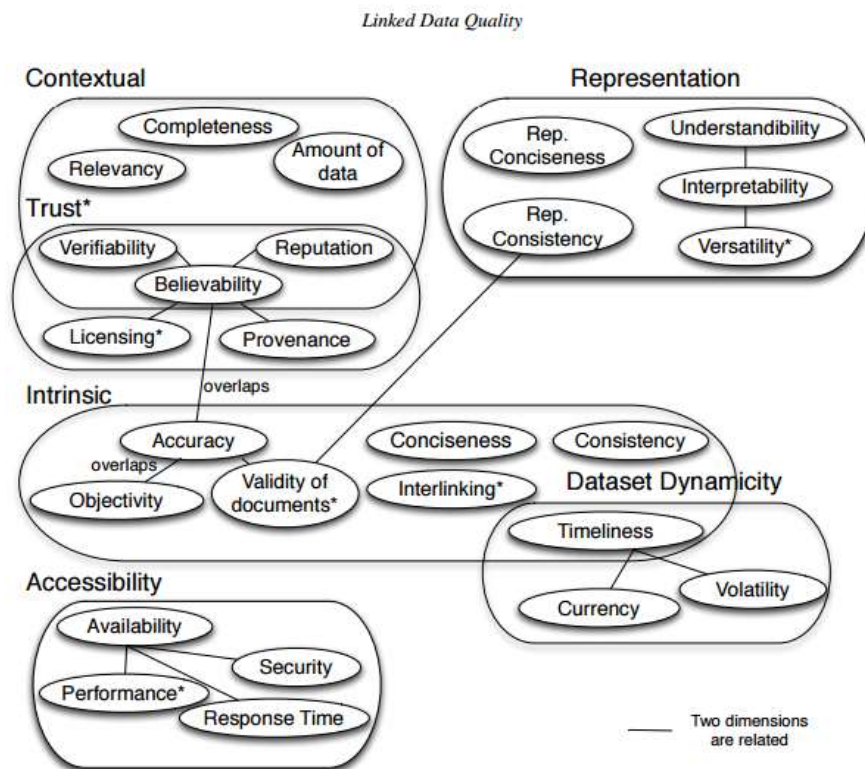 Linked Data Quality
Contextual
Representation
Completeness
Relevancy
Amount of
data
Rep.
Conciseness
Understandibility
Interpretability
Rep.
Consistency
Versatility*
Trust*
Verifiability
Reputation
Believability
Licensing*
Provenance
overlaps
Intrinsic
Accuracy
Conciseness
Consistency
overlaps
Objectivity
Validity of
documents*
Interlinking*
Dataset Dynamicity
Timeliness
Currency
Volatility
Accessibility
Availability
Security
Performance*
Response Time
Two dimensions
are related